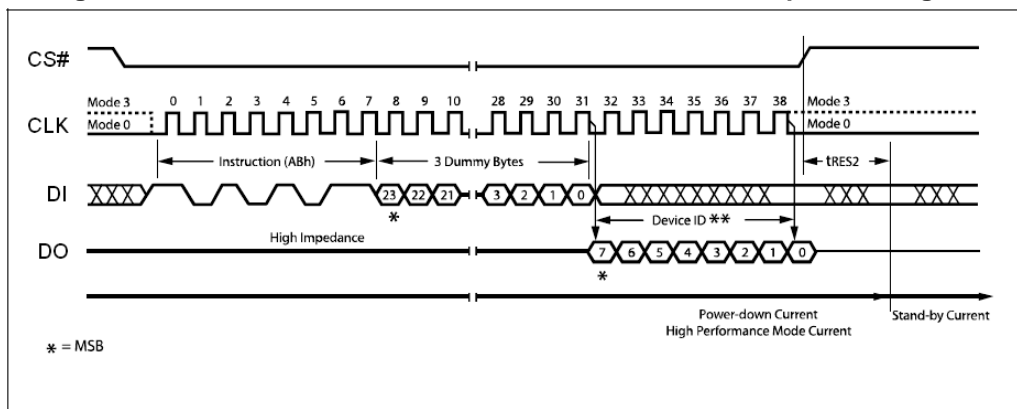 CS#
Mode 3 0 1 2 3 4 5 6 7 8 9 10 28 29 30 31 32 33 34 35 36 37 38 Mode 3
CLK Mode 0 Mode 0
Instruction (ABh) 3 Dummy Bytes tRES2
DI 23 22 21 3 2 1 0
* Device ID **
High Impedance
DO 7 6 5 4 3 2 1 0
*
Power-down Current Stand-by Current
High Performance Mode Current
* = MSB